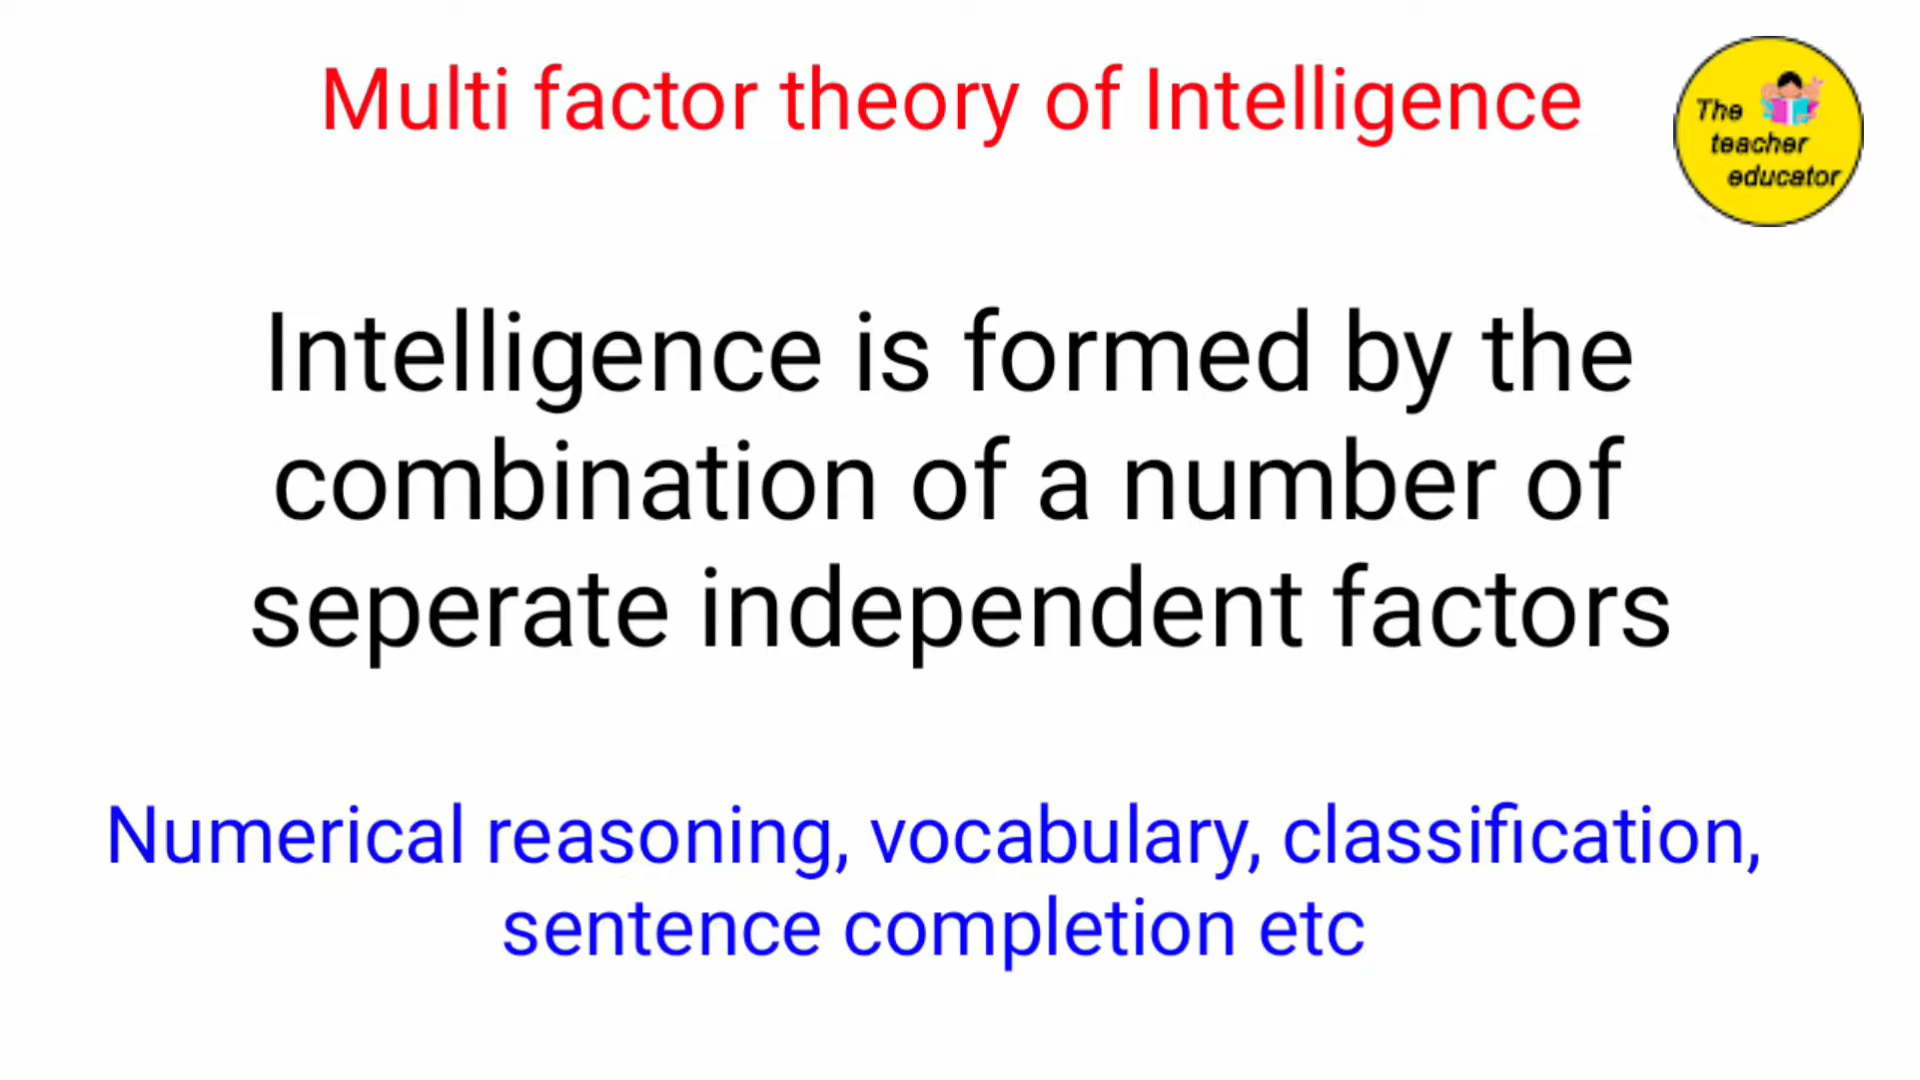 Multi factor theory of Intelligence
The
teacher
educator
Intelligence is formed by the
combination of a number of
seperate independent factors
Numerical reasoning, vocabulary, classification,
sentence completion etc